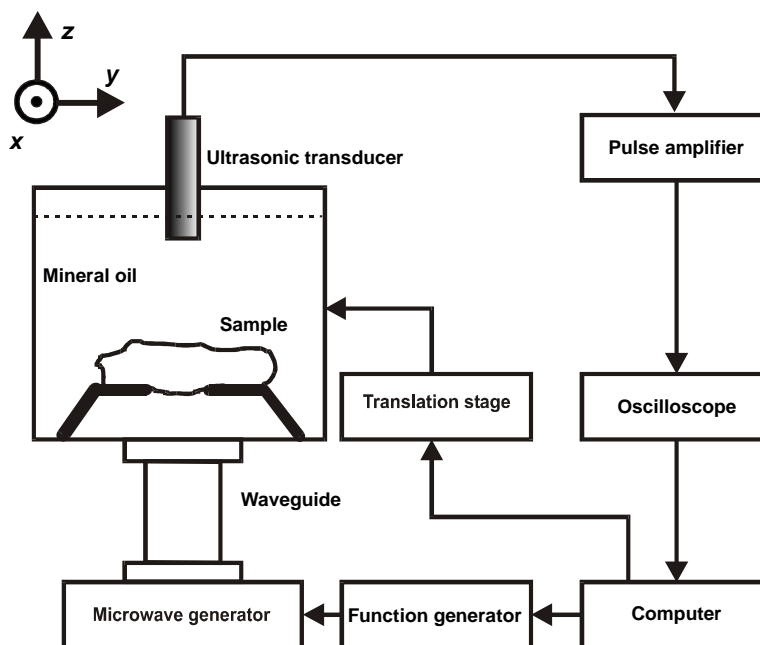 z
y
x
Ultrasonic transducer
Pulse amplifier
Mineral oil
Sample
Translation stage
Oscilloscope
Waveguide
Microwave generator
Function generator
Computer